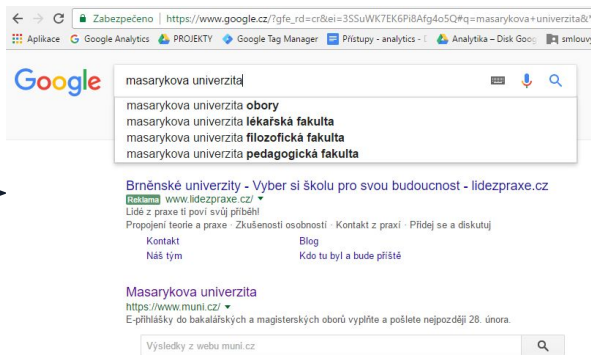 Zabezpečeno | https://www.google.cz/?gfe_rd=cr&ei=3SSuWK7EK6Pi8Afg4o5Q#q=masarykova+univerzita&
Aplikace Google Analytics PROJEKTY Google Tag Manager Přístupy - analytics - Analytika – Disk Goog smlouvy
Google masarykova univerzita
masarykova univerzita obory
masarykova univerzita lékařská fakulta
masarykova univerzita filozofická fakulta
masarykova univerzita pedagogická fakulta
Brněnské univerzity - Vyber si školu pro svou budoucnost - lidezpraxe.cz
Reklama www.lidezpraxe.cz/
Lidé z praxe ti poví svůj příběh!
Propojení teorie a praxe · Zkušenosti osobností · Kontakt z praxí · Přidej se a diskutuj
Kontakt Blog
Náš tým Kdo tu byl a bude příště
Masarykova univerzita
https://www.muni.cz/
E-přihlášky do bakalářských a magisterských oborů vyplňte a pošlete nejpozději 28. února.
Výsledky z webu muni.cz